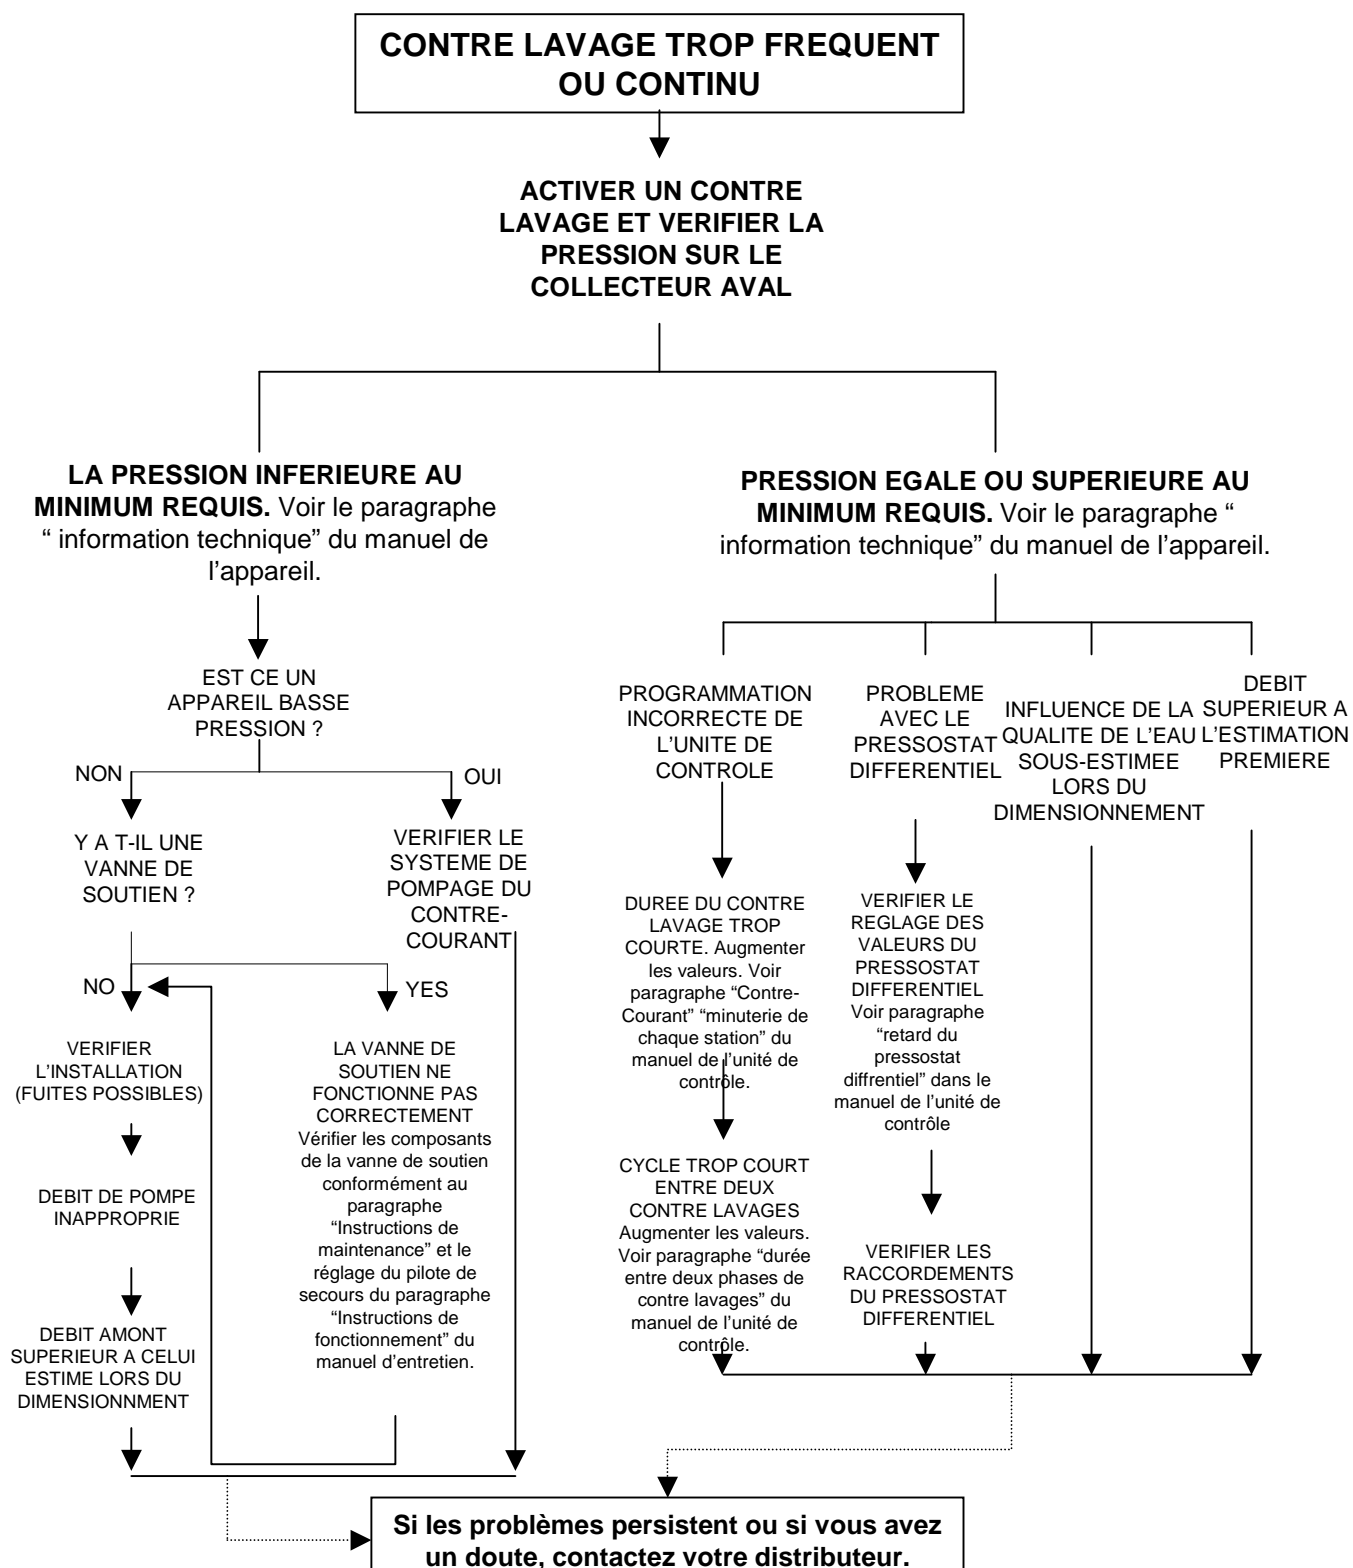 CONTRE LAVAGE TROP FREQUENT
OU CONTINU
ACTIVER UN CONTRE
LAVAGE ET VERIFIER LA
PRESSION SUR LE
COLLECTEUR AVAL
LA PRESSION INFERIEURE AU
MINIMUM REQUIS. Voir le paragraphe
“ information technique” du manuel de
l’appareil.
EST CE UN
APPAREIL BASSE
PRESSION ?
NON
OUI
Y A T-IL UNE
VANNE DE
SOUTIEN ?
VERIFIER LE
SYSTEME DE
POMPAGE DU
CONTRE-
COURANT
NO
YES
VERIFIER
L’INSTALLATION
(FUITES POSSIBLES)
DEBIT DE POMPE
INAPPROPRIE
DEBIT AMONT
SUPERIEUR A CELUI
ESTIME LORS DU
DIMENSIONNMENT
LA VANNE DE
SOUTIEN NE
FONCTIONNE PAS
CORRECTEMENT
Vérifier les composants
de la vanne de soutien
conformément au
paragraphe
“Instructions de
maintenance” et le
réglage du pilote de
secours du paragraphe
“Instructions de
fonctionnement” du
manuel d’entretien.
PRESSION EGALE OU SUPERIEURE AU
MINIMUM REQUIS. Voir le paragraphe “
information technique” du manuel de l’appareil.
PROGRAMMATION
INCORRECTE DE
L’UNITE DE
CONTROLE
DUREE DU CONTRE
LAVAGE TROP
COURTE. Augmenter
les valeurs. Voir
paragraphe “Contre-
Courant” “minuterie de
chaque station” du
manuel de l’unité de
contrôle.
CYCLE TROP COURT
ENTRE DEUX
CONTRE LAVAGES
Augmenter les valeurs.
Voir paragraphe “durée
entre deux phases de
contre lavages” du
manuel de l’unité de
contrôle.
PROBLEME
AVEC LE
PRESSOSTAT
DIFFERENTIEL
VERIFIER LE
REGLAGE DES
VALEURS DU
PRESSOSTAT
DIFFERENTIEL
Voir paragraphe
“retard du
pressostat
diffrentiel” dans le
manuel de l’unité de
contrôle
VERIFIER LES
RACCORDEMENTS
DU PRESSOSTAT
DIFFERENTIEL
INFLUENCE DE LA
QUALITE DE L’EAU
SOUS-ESTIMEE
LORS DU
DIMENSIONNEMENT
DEBIT
SUPERIEUR A
L’ESTIMATION
PREMIERE
Si les problèmes persistent ou si vous avez
un doute, contactez votre distributeur.